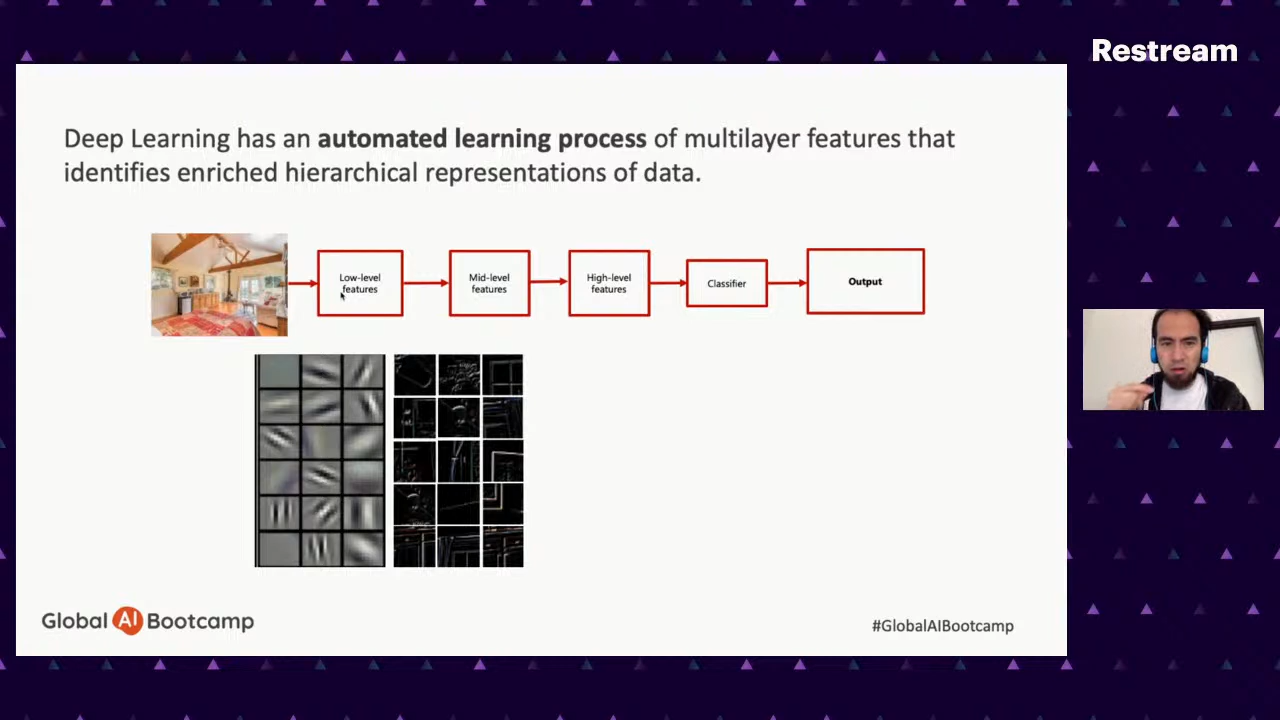 Restream
Deep Learning has an automated learning process of multilayer features that
identifies enriched hierarchical representations of data.
Low-level
features
Mid-level
features
High-level
features
Classifier
Output
Global AI Bootcamp
#GlobalAIBootcamp